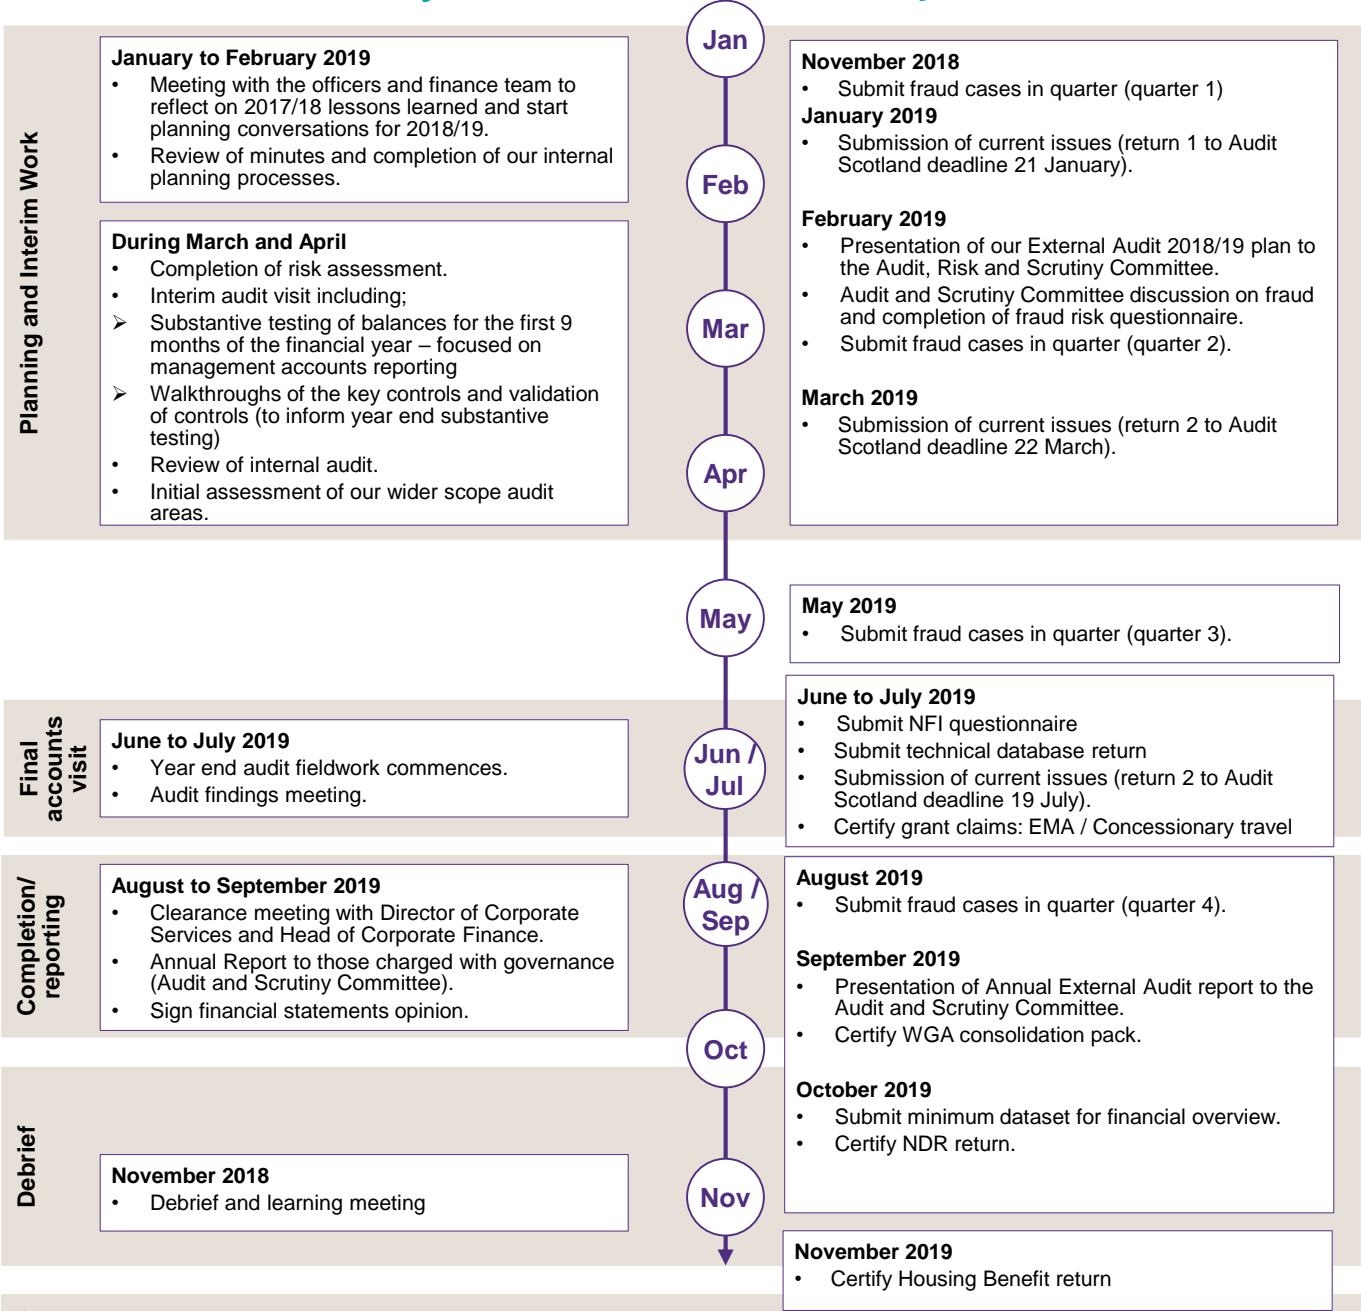 Planning and Interim Work
January to February 2019
• Meeting with the officers and finance team to
reflect on 2017/18 lessons learned and start
planning conversations for 2018/19.
• Review of minutes and completion of our internal
planning processes.
During March and April
• Completion of risk assessment.
• Interim audit visit including;
➢ Substantive testing of balances for the first 9
months of the financial year – focused on
management accounts reporting
➢ Walkthroughs of the key controls and validation
of controls (to inform year end substantive
testing)
• Review of internal audit.
• Initial assessment of our wider scope audit
areas.
Jan
Feb
Mar
Apr
November 2018
• Submit fraud cases in quarter (quarter 1)
January 2019
• Submission of current issues (return 1 to Audit
Scotland deadline 21 January).
February 2019
• Presentation of our External Audit 2018/19 plan to
the Audit, Risk and Scrutiny Committee.
• Audit and Scrutiny Committee discussion on fraud
and completion of fraud risk questionnaire.
• Submit fraud cases in quarter (quarter 2).
March 2019
• Submission of current issues (return 2 to Audit
Scotland deadline 22 March).
May
May 2019
• Submit fraud cases in quarter (quarter 3).
Final
accounts
visit
June to July 2019
• Year end audit fieldwork commences.
• Audit findings meeting.
Jun /
Jul
June to July 2019
• Submit NFI questionnaire
• Submit technical database return
• Submission of current issues (return 2 to Audit
Scotland deadline 19 July).
• Certify grant claims: EMA / Concessionary travel
Completion/
reporting
August to September 2019
• Clearance meeting with Director of Corporate
Services and Head of Corporate Finance.
• Annual Report to those charged with governance
(Audit and Scrutiny Committee).
• Sign financial statements opinion.
Aug /
Sep
Oct
August 2019
• Submit fraud cases in quarter (quarter 4).
September 2019
• Presentation of Annual External Audit report to the
Audit and Scrutiny Committee.
• Certify WGA consolidation pack.
October 2019
• Submit minimum dataset for financial overview.
• Certify NDR return.
Debrief
November 2018
• Debrief and learning meeting
Nov
November 2019
• Certify Housing Benefit return